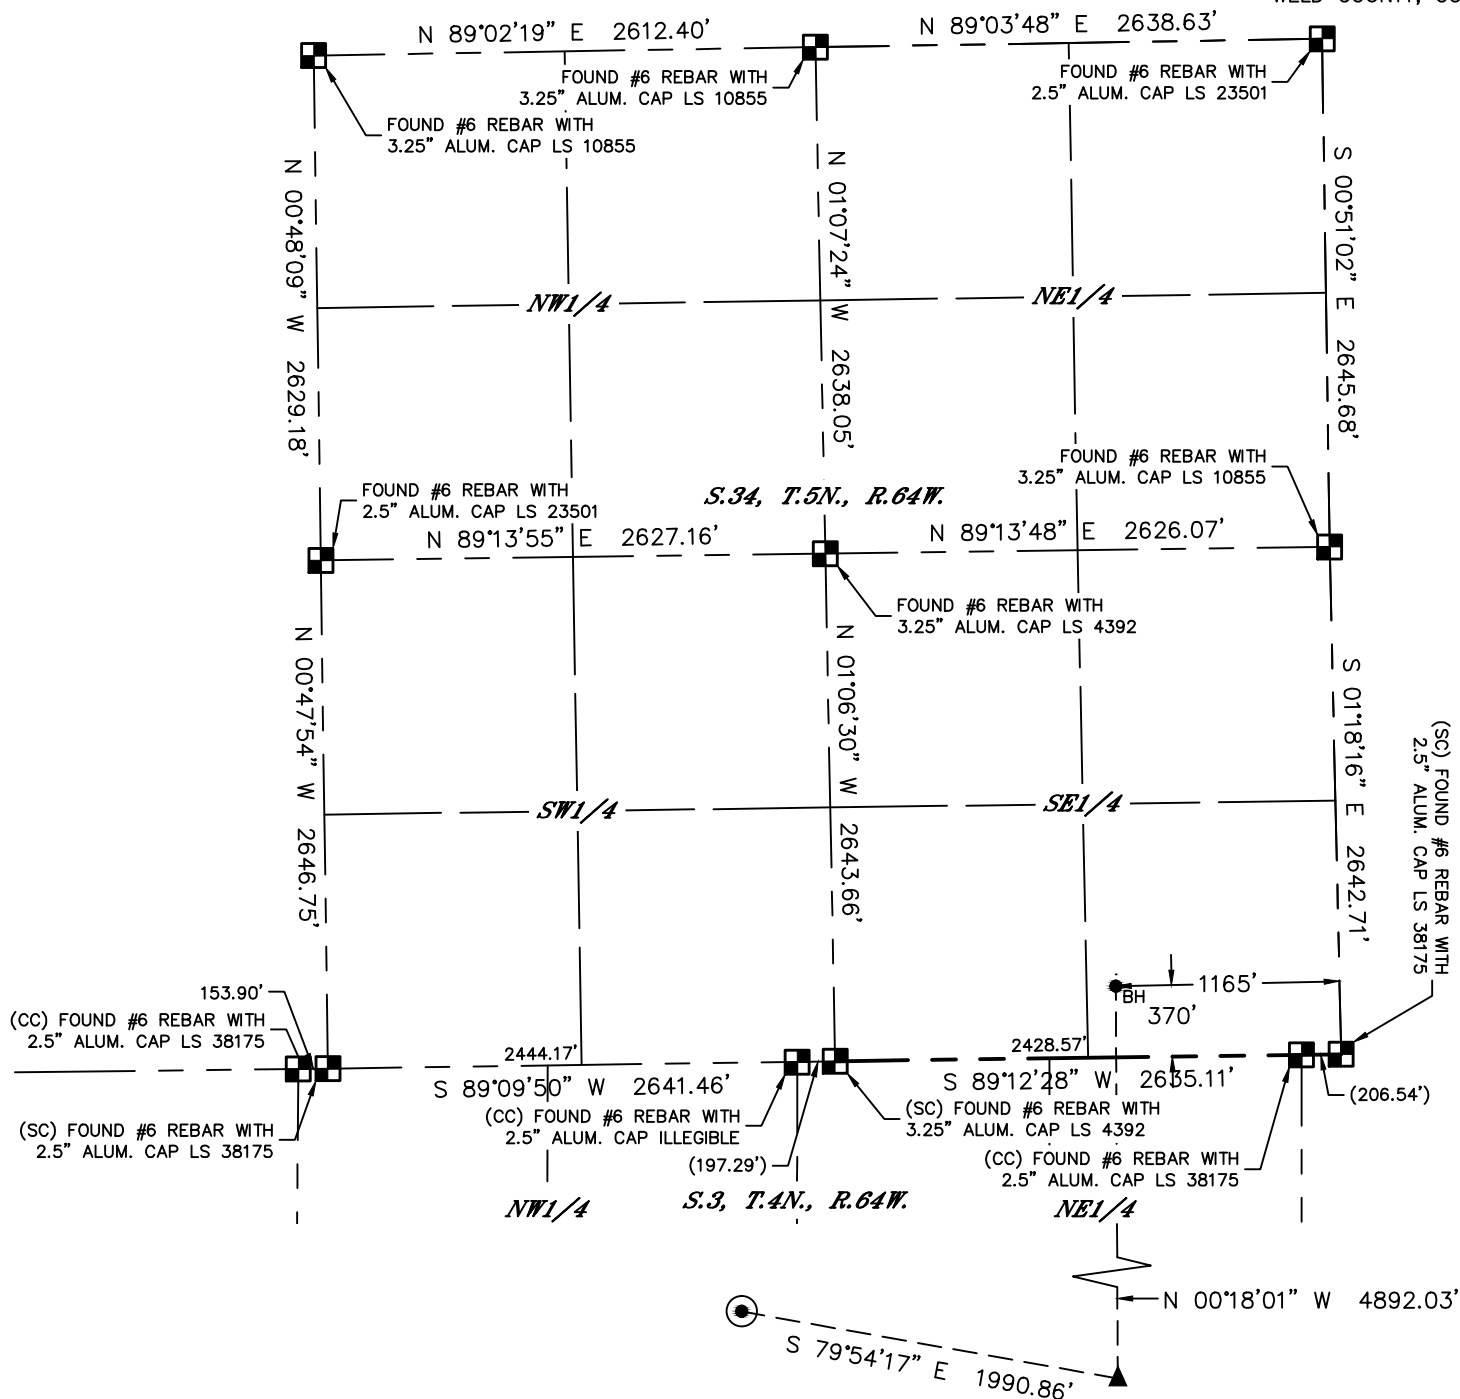 N 89°02'19" E 2612.40'
N 89°03'48" E 2638.63'
FOUND #6 REBAR WITH
3.25" ALUM. CAP LS 10855
FOUND #6 REBAR WITH
3.25" ALUM. CAP LS 10855
FOUND #6 REBAR WITH
2.5" ALUM. CAP LS 23501
N 00°48'09" W 2629.18'
N 01°07'24" W 2638.05'
S 00°51'02" E 2645.68'
NW1/4
NE1/4
FOUND #6 REBAR WITH
2.5" ALUM. CAP LS 23501
S.34, T.5N., R.64W.
FOUND #6 REBAR WITH
3.25" ALUM. CAP LS 10855
N 89°13'55" E 2627.16'
N 89°13'48" E 2626.07'
FOUND #6 REBAR WITH
3.25" ALUM. CAP LS 4392
N 00°47'54" W 2646.75'
N 01°06'30" W 2643.66'
S 01°18'16" E 2642.71'
(SC) FOUND #6 REBAR WITH
2.5" ALUM. CAP LS 38175
SW1/4
SE1/4
153.90'
(CC) FOUND #6 REBAR WITH
2.5" ALUM. CAP LS 38175
BH
1165'
370'
2444.17'
2428.57'
S 89°09'50" W 2641.46'
S 89°12'28" W 2635.11'
(206.54')
(SC) FOUND #6 REBAR WITH
2.5" ALUM. CAP LS 38175
(CC) FOUND #6 REBAR WITH
2.5" ALUM. CAP ILLEGIBLE
(SC) FOUND #6 REBAR WITH
3.25" ALUM. CAP LS 4392
(197.29')
(CC) FOUND #6 REBAR WITH
2.5" ALUM. CAP LS 38175
NW1/4
S.3, T.4N., R.64W.
NE1/4
N 00°18'01" W 4892.03'
S 79°54'17" E 1990.86'